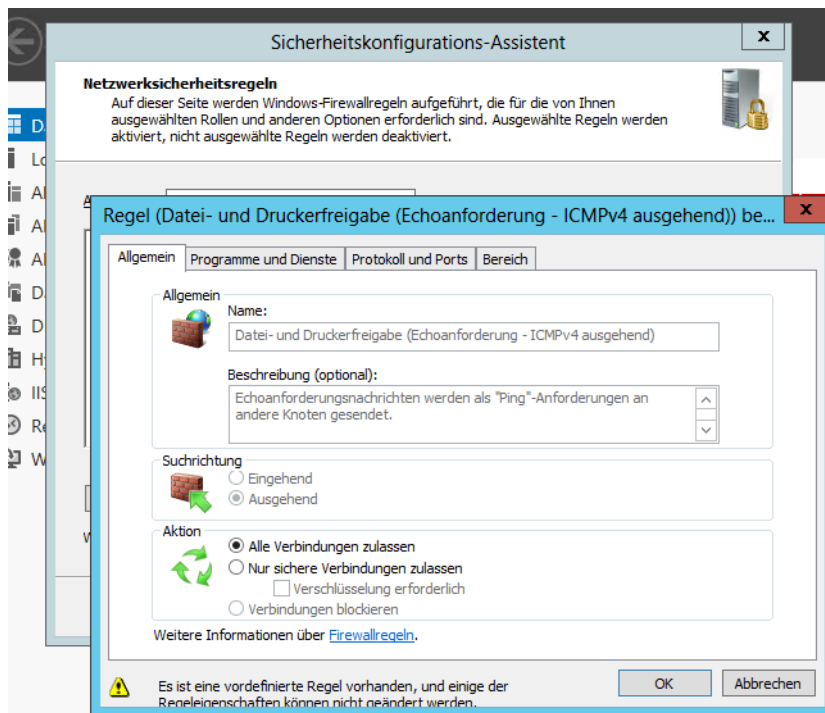 Sicherheitskonfigurations-Assistent
x
Netzwerksicherheitsregeln
Auf dieser Seite werden Windows-Firewallregeln aufgeführt, die für die von Ihnen
ausgewählten Rollen und anderen Optionen erforderlich sind. Ausgewählte Regeln werden
aktiviert, nicht ausgewählte Regeln werden deaktiviert.
Regel (Datei- und Druckerfreigabe (Echoanforderung - ICMPv4 ausgehend)) be...
x
Allgemein
Programme und Dienste
Protokoll und Ports
Bereich
Allgemein
Name:
Datei- und Druckerfreigabe (Echoanforderung - ICMPv4 ausgehend)
Beschreibung (optional):
Echoanforderungsnachrichten werden als "Ping"-Anforderungen an
andere Knoten gesendet.
Suchrichtung
Eingehend
Ausgehend
Aktion
Alle Verbindungen zulassen
Nur sichere Verbindungen zulassen
Verschlüsselung erforderlich
Verbindungen blockieren
Weitere Informationen über Firewallregeln.
Es ist eine vordefinierte Regel vorhanden, und einige der
Regeleigenschaften können nicht geändert werden.
OK
Abbrechen